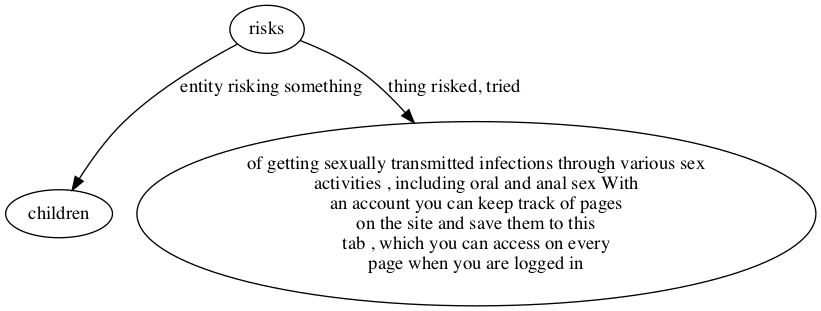 risks
entity risking something
thing risked, tried
children
of getting sexually transmitted infections through various sex
activities , including oral and anal sex With
an account you can keep track of pages
on the site and save them to this
tab , which you can access on every
page when you are logged in